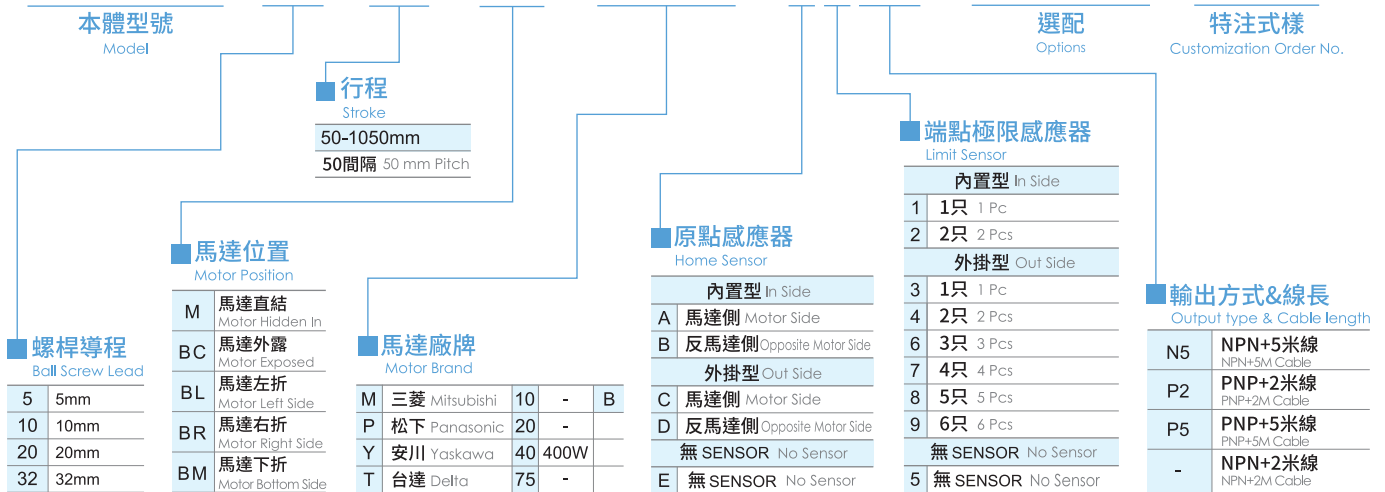 本體型號
Model
選配
Options
特注式樣
Customization Order No.
行程
Stroke
50-1050mm
50間隔 50 mm Pitch
端點極限感應器
Limit Sensor
內置型 In Side
1 1只 1 Pc
2 2只 2 Pcs
外掛型 Out Side
3 1只 1 Pc
4 2只 2 Pcs
6 3只 3 Pcs
7 4只 4 Pcs
8 5只 5 Pcs
9 6只 6 Pcs
無 SENSOR No Sensor
5 無 SENSOR No Sensor
馬達位置
Motor Position
M 馬達直結
Motor Hidden In
BC 馬達外露
Motor Exposed
BL 馬達左折
Motor Left Side
BR 馬達右折
Motor Right Side
BM 馬達下折
Motor Bottom Side
原點感應器
Home Sensor
內置型 In Side
A 馬達側 Motor Side
B 反馬達側 Opposite Motor Side
外掛型 Out Side
C 馬達側 Motor Side
D 反馬達側 Opposite Motor Side
無 SENSOR No Sensor
E 無 SENSOR No Sensor
輸出方式&線長
Output type & Cable length
N5 NPN+5米線
NPN+5M Cable
P2 PNP+2米線
PNP+2M Cable
P5 PNP+5米線
PNP+5M Cable
- NPN+2米線
NPN+2M Cable
螺桿導程
Ball Screw Lead
5 5mm
10 10mm
20 20mm
32 32mm
馬達廠牌
Motor Brand
M 三菱 Mitsubishi 10 - B
P 松下 Panasonic 20 -
Y 安川 Yaskawa 40 400W
T 台達 Delta 75 -